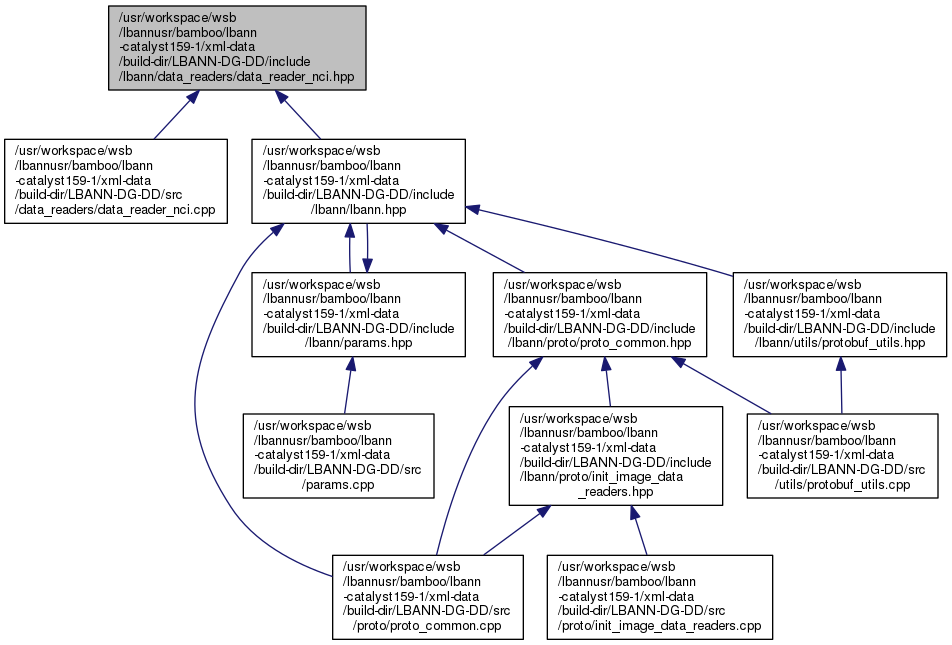 /usr/workspace/wsb
/lbannusr/bamboo/lbann
-catalyst159-1/xml-data
/build-dir/LBANN-DG-DD/include
/lbann/data_readers/data_reader_nci.hpp
/usr/workspace/wsb
/lbannusr/bamboo/lbann
-catalyst159-1/xml-data
/build-dir/LBANN-DG-DD/src
/data_readers/data_reader_nci.cpp
/usr/workspace/wsb
/lbannusr/bamboo/lbann
-catalyst159-1/xml-data
/build-dir/LBANN-DG-DD/include
/lbann/lbann.hpp
/usr/workspace/wsb
/lbannusr/bamboo/lbann
-catalyst159-1/xml-data
/build-dir/LBANN-DG-DD/include
/lbann/params.hpp
/usr/workspace/wsb
/lbannusr/bamboo/lbann
-catalyst159-1/xml-data
/build-dir/LBANN-DG-DD/include
/lbann/proto/proto_common.hpp
/usr/workspace/wsb
/lbannusr/bamboo/lbann
-catalyst159-1/xml-data
/build-dir/LBANN-DG-DD/include
/lbann/utils/protobuf_utils.hpp
/usr/workspace/wsb
/lbannusr/bamboo/lbann
-catalyst159-1/xml-data
/build-dir/LBANN-DG-DD/src
/params.cpp
/usr/workspace/wsb
/lbannusr/bamboo/lbann
-catalyst159-1/xml-data
/build-dir/LBANN-DG-DD/include
/lbann/proto/init_image_data
_readers.hpp
/usr/workspace/wsb
/lbannusr/bamboo/lbann
-catalyst159-1/xml-data
/build-dir/LBANN-DG-DD/src
/utils/protobuf_utils.cpp
/usr/workspace/wsb
/lbannusr/bamboo/lbann
-catalyst159-1/xml-data
/build-dir/LBANN-DG-DD/src
/proto/proto_common.cpp
/usr/workspace/wsb
/lbannusr/bamboo/lbann
-catalyst159-1/xml-data
/build-dir/LBANN-DG-DD/src
/proto/init_image_data_readers.cpp